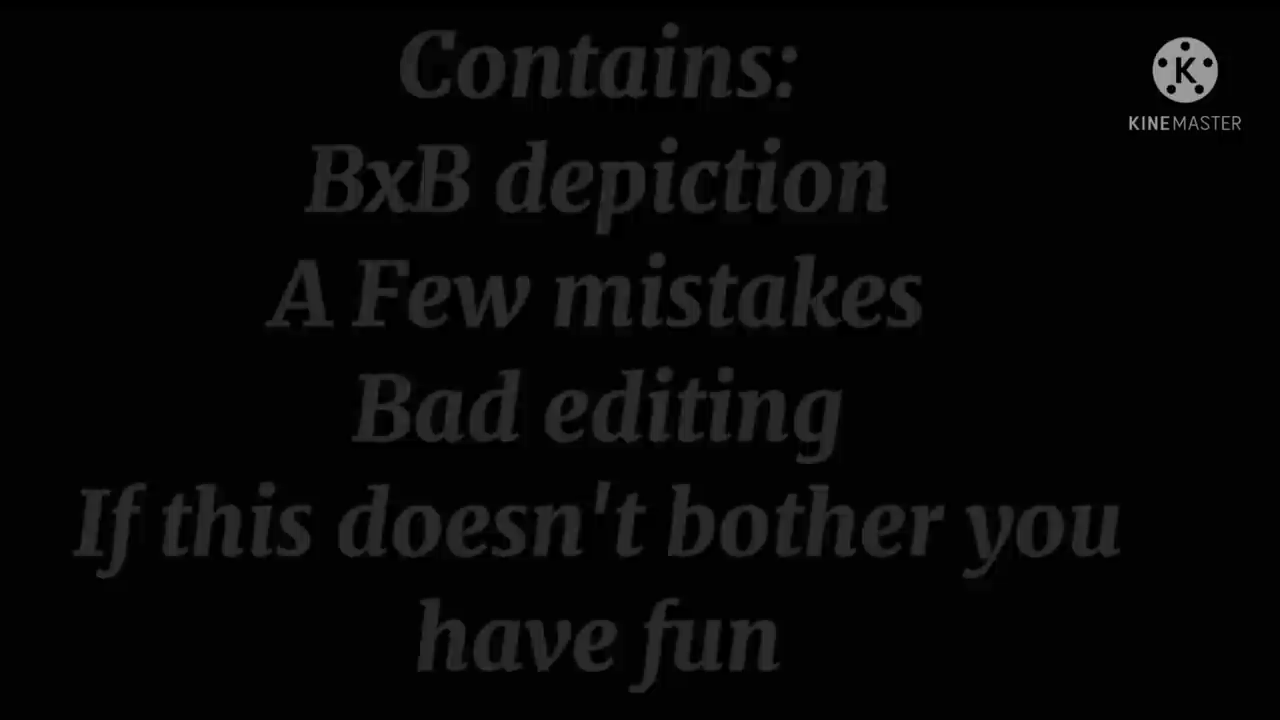 Contains:
K
KINEMASTER
BxB depiction
A Few mistakes
Bad editing
If this doesn't bother you
have fun